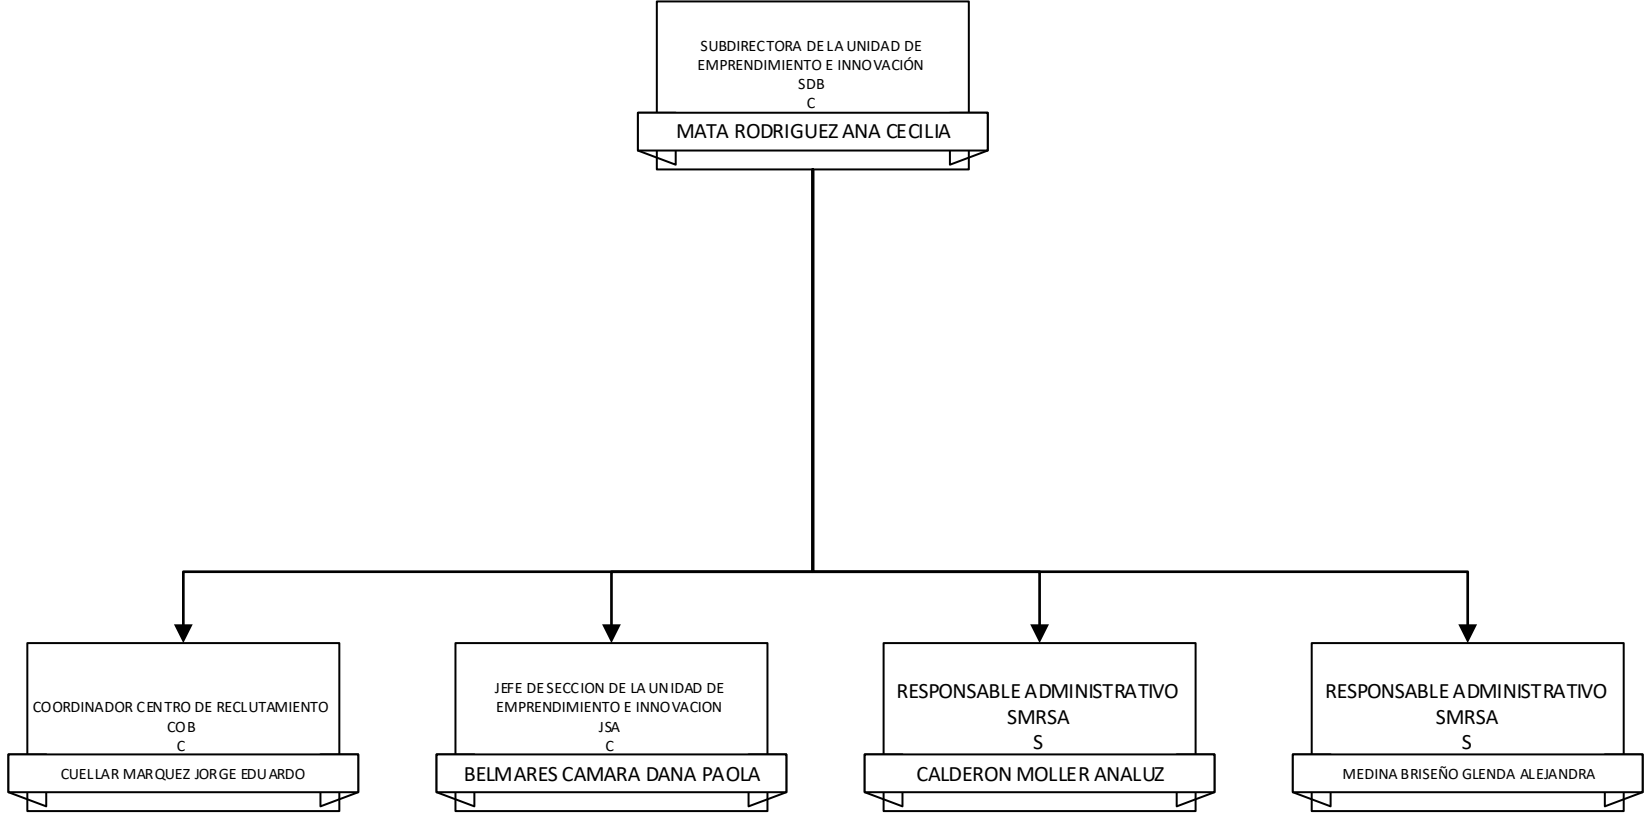 SUBDIRECTORA DE LA UNIDAD DE
EMPRENDIMIENTO E INNOVACIÓN
SDB
C
MATA RODRIGUEZ ANA CECILIA
COORDINADOR CENTRO DE RECLUTAMIENTO
COB
C
CUELLAR MARQUEZ JORGE EDUARDO
JEFE DE SECCION DE LA UNIDAD DE
EMPRENDIMIENTO E INNOVACION
JSA
C
BELMARES CAMARA DANA PAOLA
RESPONSABLE ADMINISTRATIVO
SMRSA
S
CALDERON MOLLER ANALUZ
RESPONSABLE ADMINISTRATIVO
SMRSA
S
MEDINA BRISEÑO GLENDA ALEJANDRA